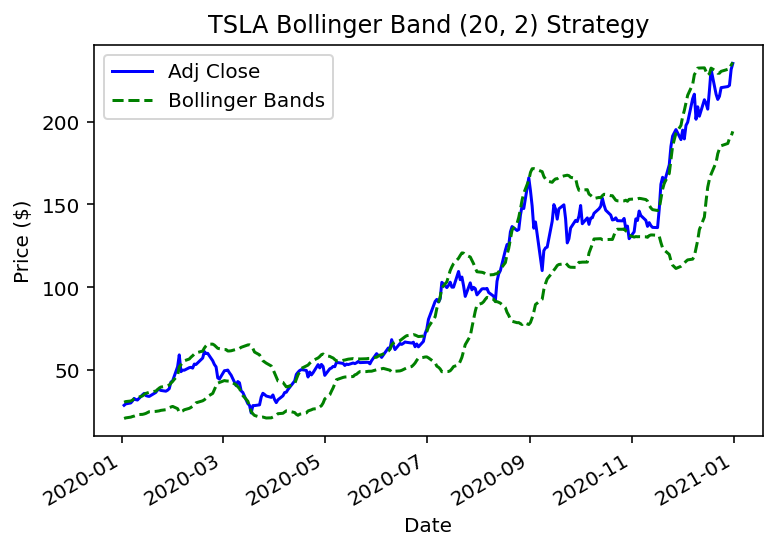 TSLA Bollinger Band (20, 2) Strategy
Adj Close
Bollinger Bands
Price ($)
200
150
100
50
2020-01
2020-03
2020-05
2020-07
2020-09
2020-11
2021-01
Date